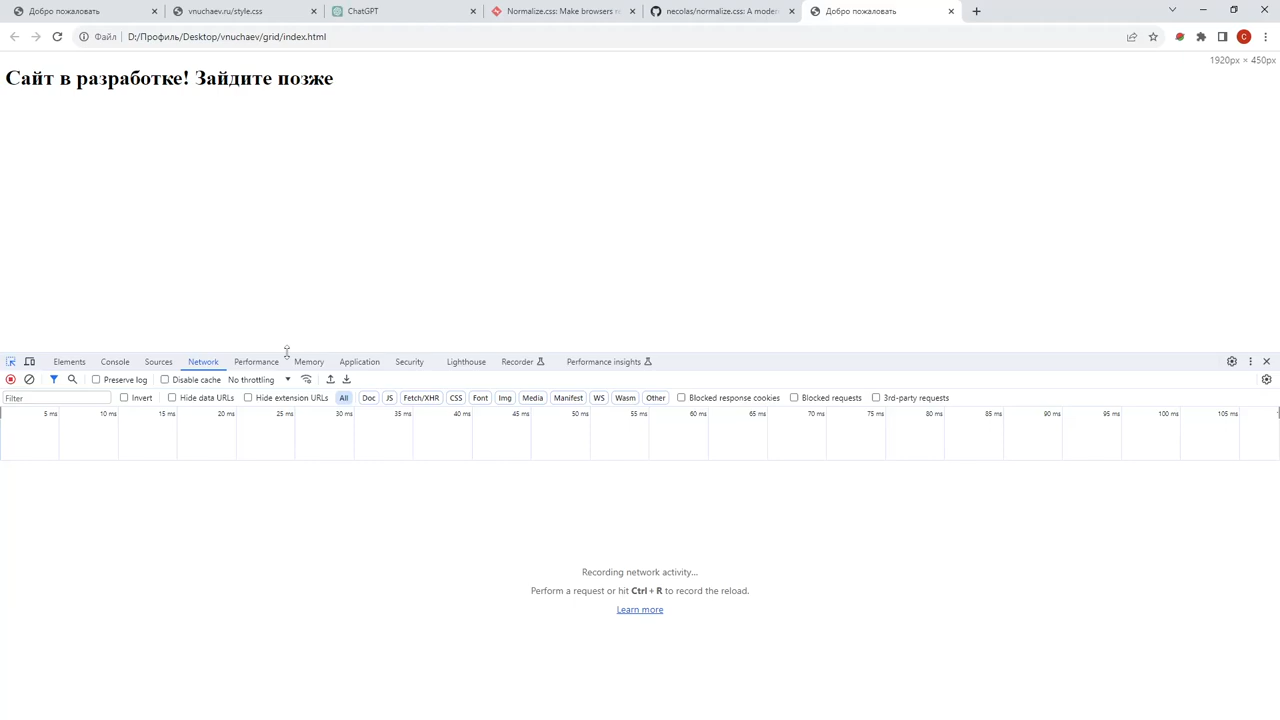 Добро пожаловать
vnuchaev.ru/style.css
ChatGPT
Normalize.css: Make browsers r
necolas/normalize.css: A moder
Добро пожаловать
Файл D:/Профиль/Desktop/vnuchaev/grid/index.html
C
1920px × 450px
Сайт в разработке! Зайдите позже
Elements Console Sources Network Performance Memory Application Security Lighthouse Recorder Performance insights
Preserve log Disable cache No throttling
Filter Invert Hide data URLs Hide extension URLs All Doc JS Fetch/XHR CSS Font Img Media Manifest WS Wasm Other Blocked response cookies Blocked requests 3rd-party requests
5 ms 10 ms 15 ms 20 ms 25 ms 30 ms 35 ms 40 ms 45 ms 50 ms 55 ms 60 ms 65 ms 70 ms 75 ms 80 ms 85 ms 90 ms 95 ms 100 ms 105 ms
Recording network activity...
Perform a request or hit Ctrl + R to record the reload.
Learn more